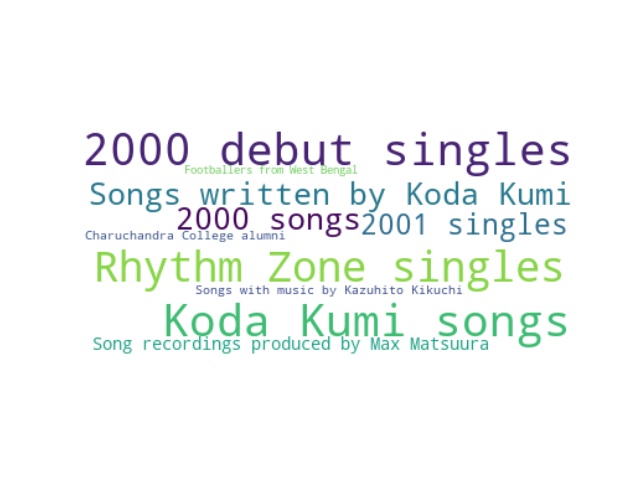 2000 debut singles
Footballers from West Bengal
Songs written by Koda Kumi
2000 songs
2001 singles
Charuchandra College alumni
Rhythm Zone singles
Songs with music by Kazuhito Kikuchi
Koda Kumi songs
Song recordings produced by Max Matsuura